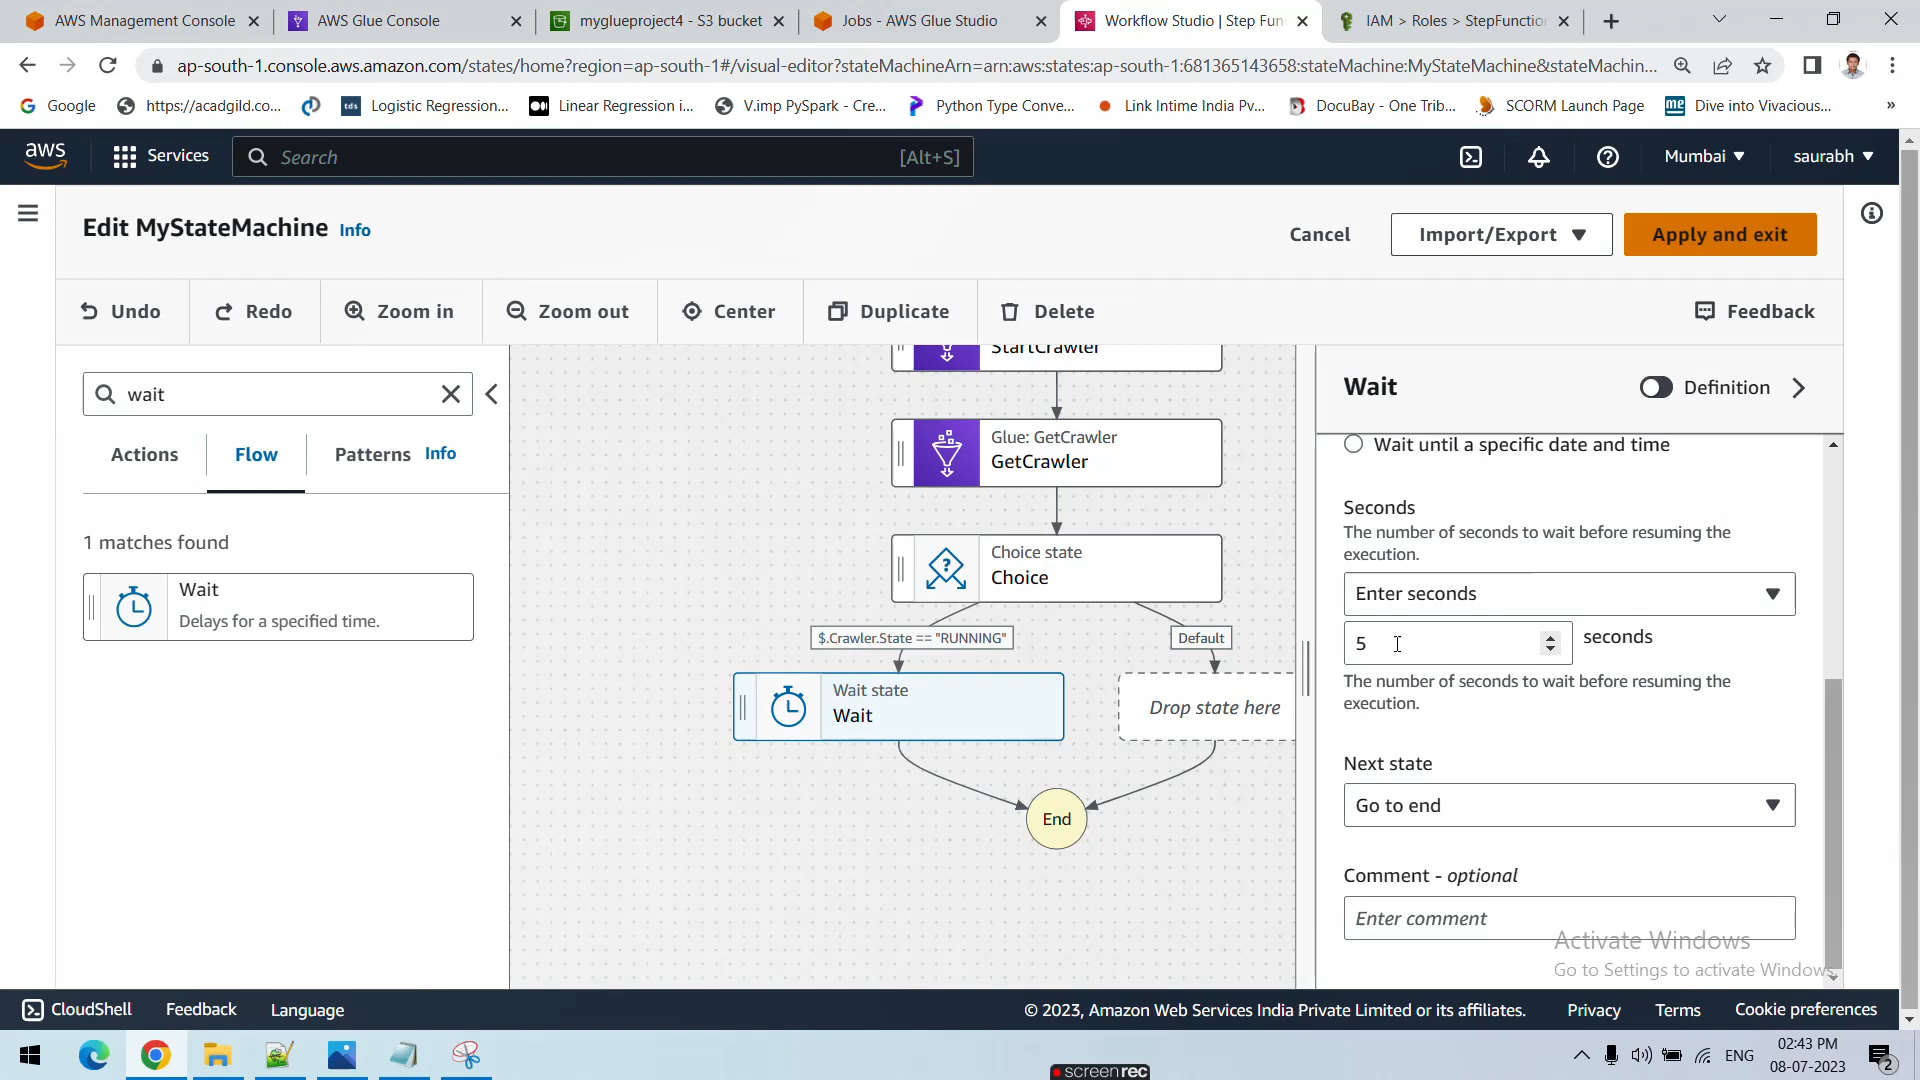 AWS Management Console
AWS Glue Console
myglueproject4 - S3 bucket
Jobs - AWS Glue Studio
Workflow Studio | Step Fun
IAM > Roles > StepFunctio
ap-south-1.console.aws.amazon.com/states/home?region=ap-south-1#/visual-editor?stateMachineArn=arn:aws:states:ap-south-1:681365143658:stateMachine:MyStateMachine&stateMachin...
Google
https://acadgild.co...
tds
Logistic Regression...
Linear Regression i...
V.imp PySpark - Cre...
Python Type Conve...
Link Intime India Pv...
DocuBay - One Trib...
SCORM Launch Page
me
Dive into Vivacious...
»
aws
Services
Search
[Alt+S]
Mumbai
saurabh
Edit MyStateMachine
Info
Cancel
Import/Export
Apply and exit
Undo
Redo
Zoom in
Zoom out
Center
Duplicate
Delete
Feedback
wait
Actions
Flow
Patterns
Info
1 matches found
Wait
Delays for a specified time.
StartCrawler
Glue: GetCrawler
GetCrawler
Choice state
Choice
$.Crawler.State == "RUNNING"
Default
Wait state
Wait
Drop state here
End
Wait
Definition
Wait until a specific date and time
Seconds
The number of seconds to wait before resuming the
execution.
Enter seconds
5
seconds
The number of seconds to wait before resuming the
execution.
Next state
Go to end
Comment - optional
Enter comment
Activate Windows
Go to Settings to activate Windows.
CloudShell
Feedback
Language
© 2023, Amazon Web Services India Private Limited or its affiliates.
Privacy
Terms
Cookie preferences
screenrec
ENG
02:43 PM
08-07-2023
2